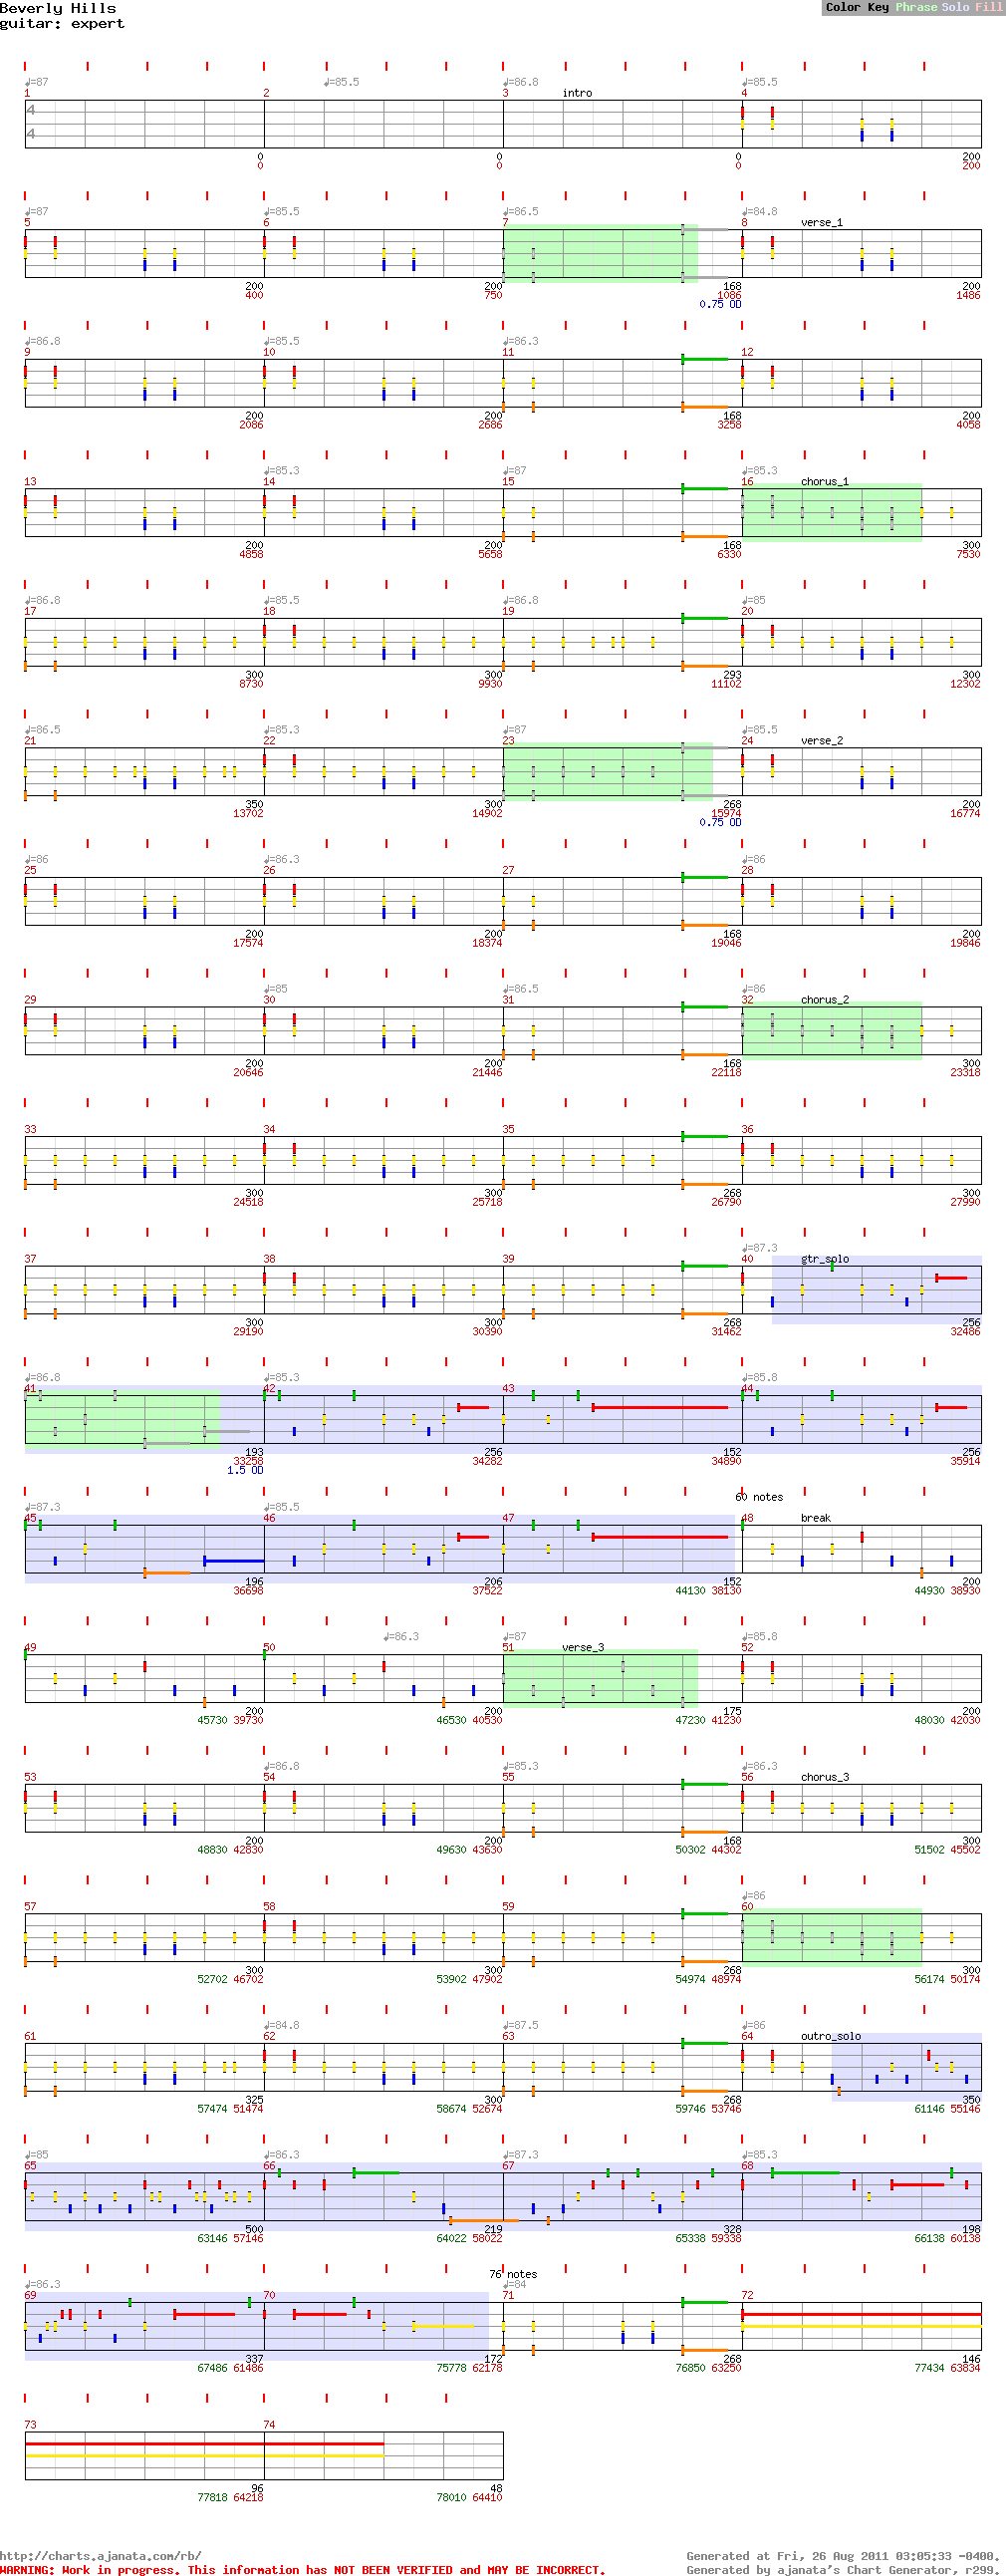 Beverly Hills
Color Key Phrase Solo Fill
guitar: expert
♩=87 ♩=85.5 ♩=86.8 ♩=85.5
1 2 3 intro 4
4
4
0 0 0 200
0 0 0 200
♩=87 ♩=85.5 ♩=86.5 ♩=84.8
5 6 7 8 verse_1
200 200 168 200
400 750 1086 1486
0.75 OD
♩=86.8 ♩=85.5 ♩=86.3
9 10 11 12
200 200 168 200
2086 2686 3258 4058
♩=85.3 ♩=87 ♩=85.3
13 14 15 16 chorus_1
200 200 168 300
4858 5658 6330 7530
♩=86.8 ♩=85.5 ♩=86.8 ♩=85
17 18 19 20
300 300 293 300
8730 9930 11102 12302
♩=86.5 ♩=85.3 ♩=87 ♩=85.5
21 22 23 24 verse_2
350 300 268 200
13702 14902 15974 16774
0.75 OD
♩=86 ♩=86.3 ♩=86
25 26 27 28
200 200 168 200
17574 18374 19046 19846
♩=85 ♩=86.5 ♩=86
29 30 31 32 chorus_2
200 200 168 300
20646 21446 22118 23318
33 34 35 36
300 300 268 300
24518 25718 26790 27990
♩=87.3
37 38 39 40 gtr_solo
300 300 268 256
29190 30390 31462 32486
♩=86.8 ♩=85.3 ♩=85.8
41 42 43 44
193 256 152 256
33258 34282 34890 35914
1.5 OD
60 notes
♩=87.3 ♩=85.5
45 46 47 48 break
196 206 152 200
36698 37522 44130 38130 44930 38930
♩=86.3 ♩=87 ♩=85.8
49 50 51 verse_3 52
200 200 175 200
45730 39730 46530 40530 47230 41230 48030 42030
♩=86.8 ♩=85.3 ♩=86.3
53 54 55 56 chorus_3
200 200 168 300
48830 42830 49630 43630 50302 44302 51502 45502
♩=86
57 58 59 60
300 300 268 300
52702 46702 53902 47902 54974 48974 56174 50174
♩=84.8 ♩=87.5 ♩=86
61 62 63 64 outro_solo
325 300 268 350
57474 51474 58674 52674 59746 53746 61146 55146
♩=85 ♩=86.3 ♩=87.3 ♩=85.3
65 66 67 68
500 219 328 198
63146 57146 64022 58022 65338 59338 66138 60138
76 notes
♩=86.3 ♩=84
69 70 71 72
337 172 268 146
67486 61486 75778 62178 76850 63250 77434 63834
73 74
96 48
77818 64218 78010 64410
http://charts.ajanata.com/rb/
Generated at Fri, 26 Aug 2011 03:05:33 -0400.
WARNING: Work in progress. This information has NOT BEEN VERIFIED and MAY BE INCORRECT.
Generated by ajanata's Chart Generator, r299.